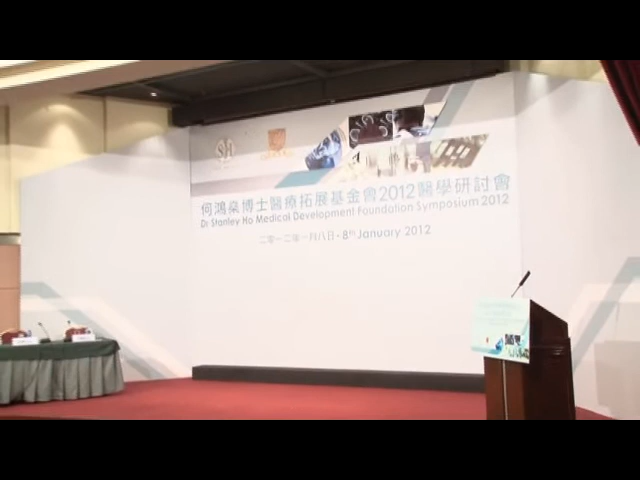 何鴻燊博士醫療拓展基金會2012醫學研討會
Dr Stanley Ho Medical Development Foundation Symposium 2012
二零一二年一月八日 - 8th January 2012